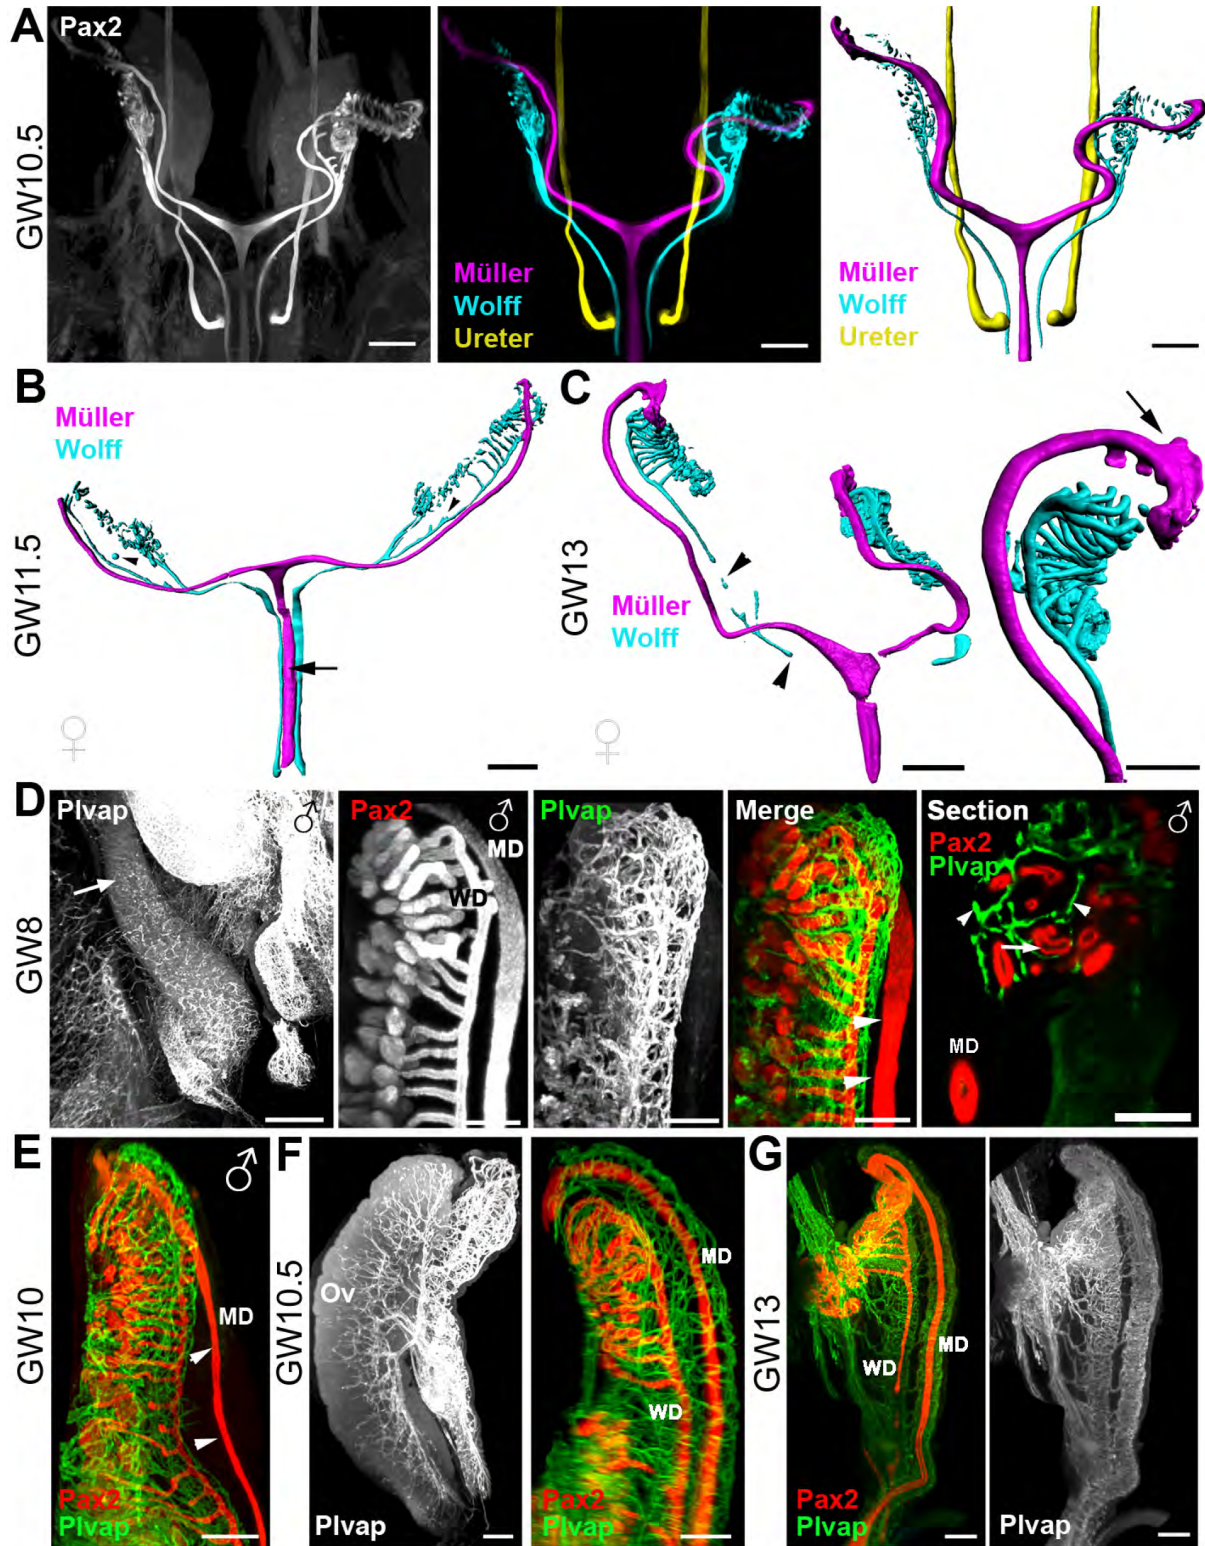 A
Pax2
GW10.5
Müller
Wolff
Ureter
Müller
Wolff
Ureter
B
Müller
Wolff
GW11.5
♀
C
GW13
Müller
Wolff
♀
D
GW8
Plvap
♂
Pax2
♂
MD
WD
Plvap
Merge
Section
♂
Pax2
Plvap
MD
E
♂
GW10
MD
Pax2
Plvap
F
GW10.5
Ov
Plvap
MD
WD
Pax2
Plvap
G
GW13
WD
MD
Pax2
Plvap
Plvap